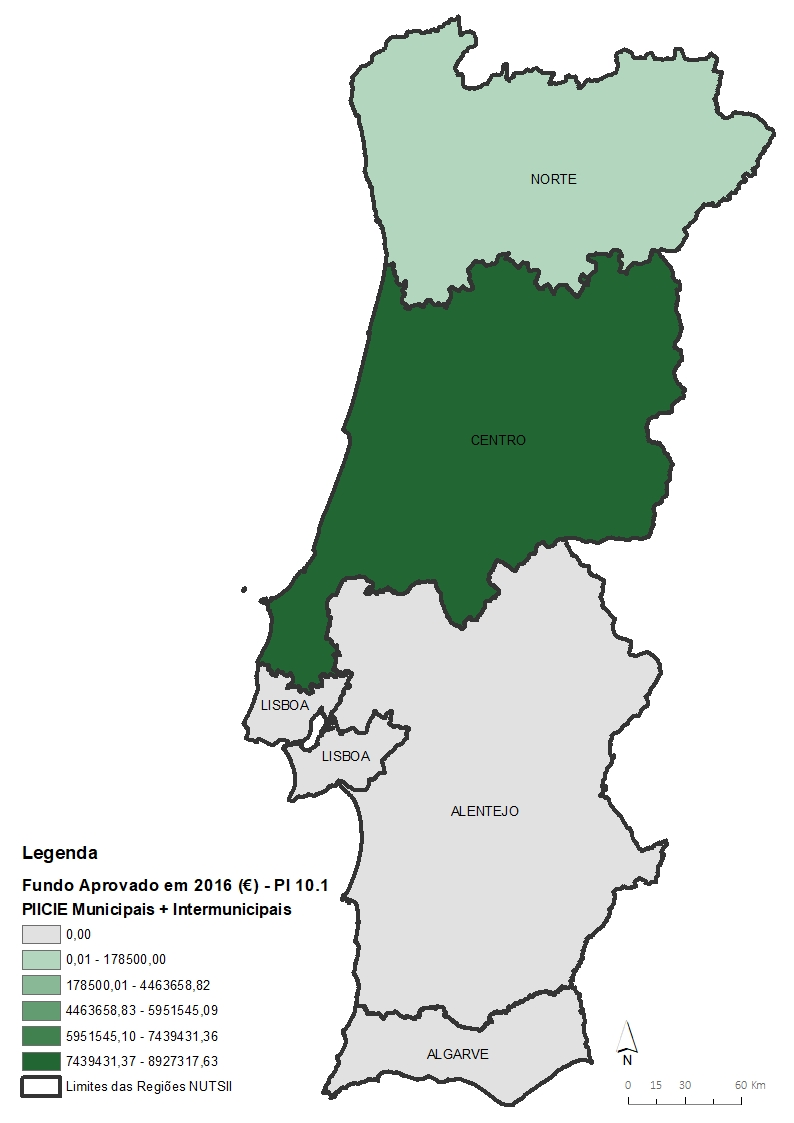 NORTE
CENTRO
LISBOA
LISBOA
ALENTEJO
ALGARVE
Legenda
Fundo Aprovado em 2016 (€) - PI 10.1
PIICIE Municipais + Intermunicipais
0,00
0,01 - 178500,00
178500,01 - 4463658,82
4463658,83 - 5951545,09
5951545,10 - 7439431,36
7439431,37 - 8927317,63
Limites das Regiões NUTSII
N
0 15 30 60 Km